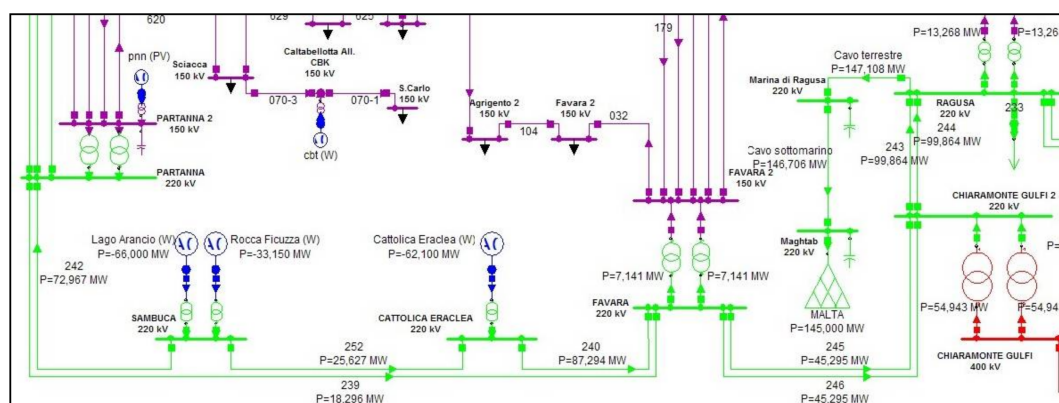 620
029
025
179
pnn (PV)
Sciacca
150 kV
Caltabellotta All.
CBK
150 kV
070-3
070-1
S.Carlo
150 kV
PARTANNA 2
150 kV
cbt (W)
Agrigento 2
150 kV
Favara 2
150 kV
104
032
PARTANNA
220 kV
FAVARA 2
150 kV
Cavo terrestre
P=147,108 MW
Marina di Ragusa
220 kV
Cavo sottomarino
P=146,706 MW
Maghtab
220 kV
MALTA
P=145,000 MW
P=13,268 MW
P=13,26
RAGUSA
220 kV
233
244
P=99,864 MW
243
P=99,864 MW
CHIARAMONTE GULFI 2
220 kV
P=
P=54,943 MW
P=54,94
CHIARAMONTE GULFI
400 kV
242
P=72,967 MW
Lago Arancio (W)
P=-66,000 MW
Rocca Ficuzza (W)
P=-33,150 MW
Cattolica Eraclea (W)
P=-62,100 MW
P=7,141 MW
P=7,141 MW
SAMBUCA
220 kV
CATTOLICA ERACLEA
220 kV
FAVARA
220 kV
252
P=25,627 MW
240
P=87,294 MW
239
P=18,296 MW
245
P=45,295 MW
246
P=45,295 MW